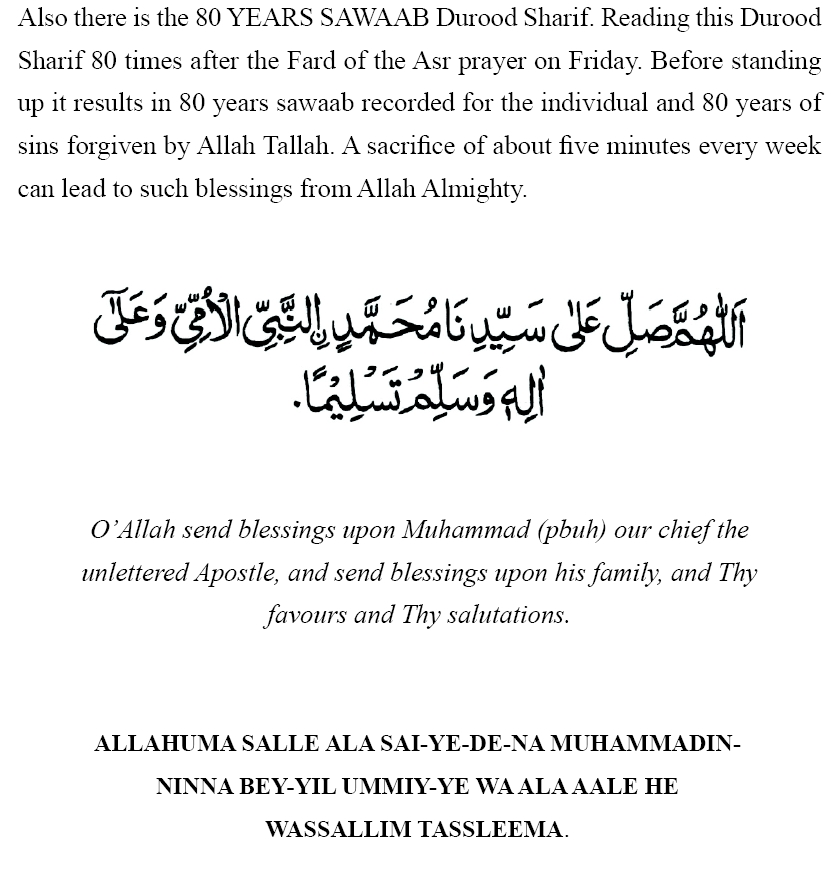 Also there is the 80 YEARS SAWAAB Durood Sharif. Reading this Durood
Sharif 80 times after the Fard of the Asr prayer on Friday. Before standing
up it results in 80 years sawaab recorded for the individual and 80 years of
sins forgiven by Allah Tallah. A sacrifice of about five minutes every week
can lead to such blessings from Allah Almighty.
اَللّٰهُمَّ صَلِّ عَلٰى سَيِّدِنَا مُحَمَّدِ ِۨالنَّبِيِّ الْاُمِّيِّ وَعَلٰٓى
اٰلِهٖ وَسَلِّمْ تَسْلِيْمًا.
O’Allah send blessings upon Muhammad (pbuh) our chief the
unlettered Apostle, and send blessings upon his family, and Thy
favours and Thy salutations.
ALLAHUMA SALLE ALA SAI-YE-DE-NA MUHAMMADIN-
NINNA BEY-YIL UMMIY-YE WA ALA AALE HE
WASSALLIM TASSLEEMA.